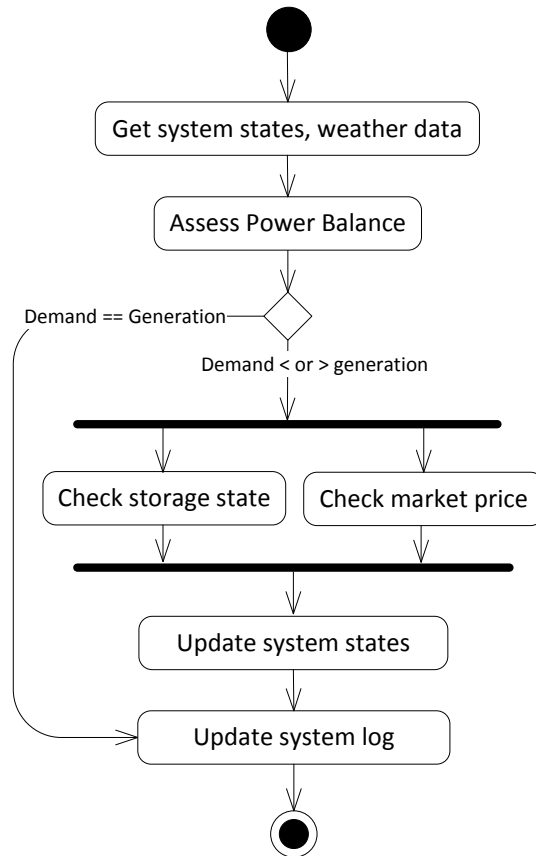 Get system states, weather data
Assess Power Balance
Demand == Generation
Demand < or > generation
Check storage state
Check market price
Update system states
Update system log